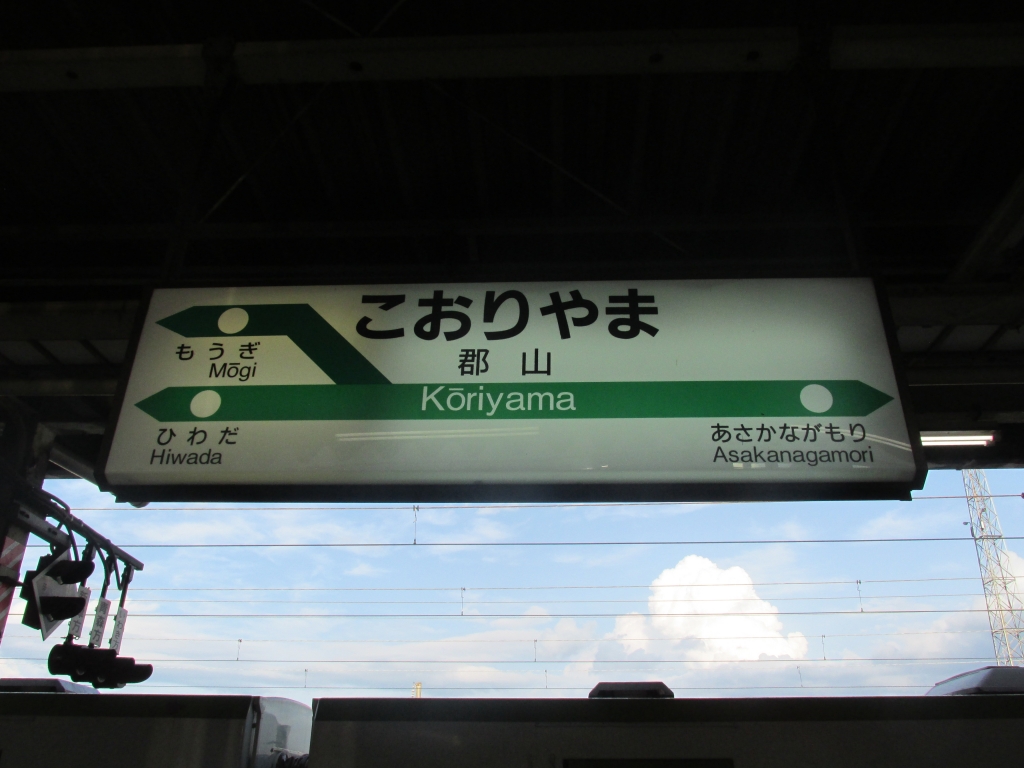 こおりやま
郡山
Kōriyama
もうぎ
Mōgi
ひわだ
Hiwada
あさかながもり
Asakanagamori